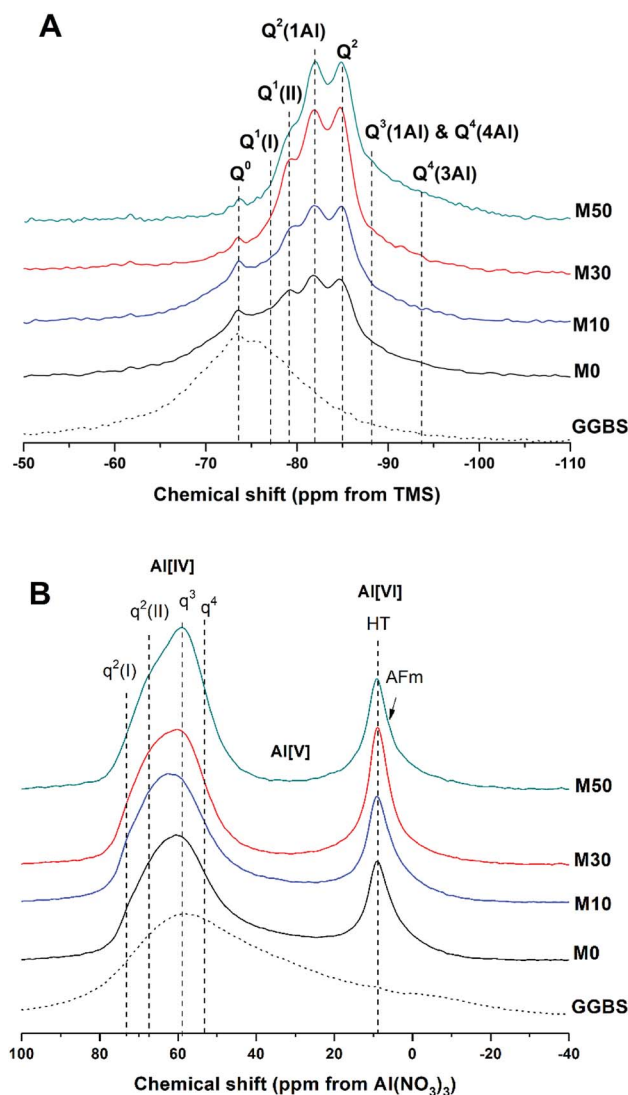 A
Q²(1Al)
Q²
Q¹(II)
Q¹(I)
Q³(1Al) & Q⁴(4Al)
Q⁰
Q⁴(3Al)
M50
M30
M10
M0
GGBS
-50 -60 -70 -80 -90 -100 -110
Chemical shift (ppm from TMS)
B
Al[IV]
Al[VI]
q²(II) q³ q⁴
HT
q²(I)
AFm
Al[V]
M50
M30
M10
M0
GGBS
100 80 60 40 20 0 -20 -40
Chemical shift (ppm from Al(NO₃)₃)